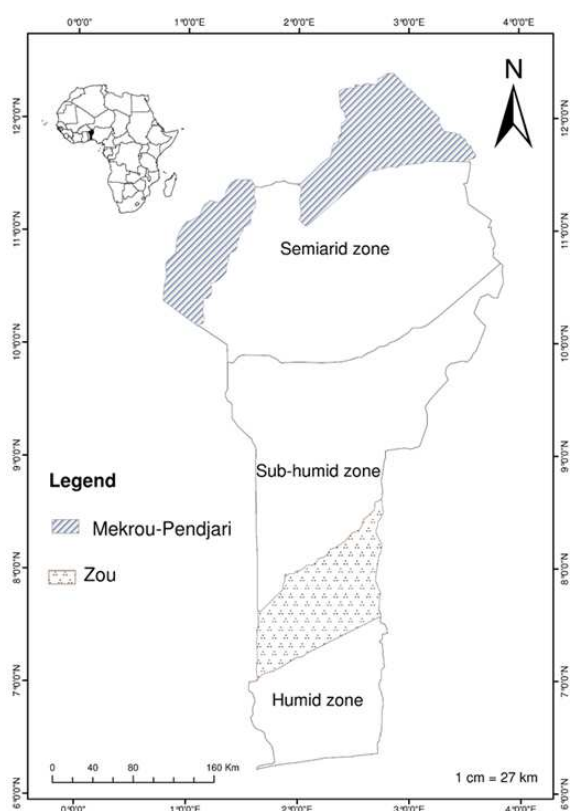 0°0'0"
1°0'0"E
2°0'0"E
3°0'0"E
4°0'0"E
N
12°0'0"N
12°0'0"N
11°0'0"N
11°0'0"N
Semiarid zone
10°0'0"N
10°0'0"N
9°0'0"N
9°0'0"N
Sub-humid zone
Legend
Mekrou-Pendjari
Zou
8°0'0"N
8°0'0"N
7°0'0"N
7°0'0"N
Humid zone
0 20 40 80 120 160 Km
1 cm = 27 km
6°0'0"N
6°0'0"N
0°0'0"
1°0'0"E
2°0'0"E
3°0'0"E
4°0'0"E